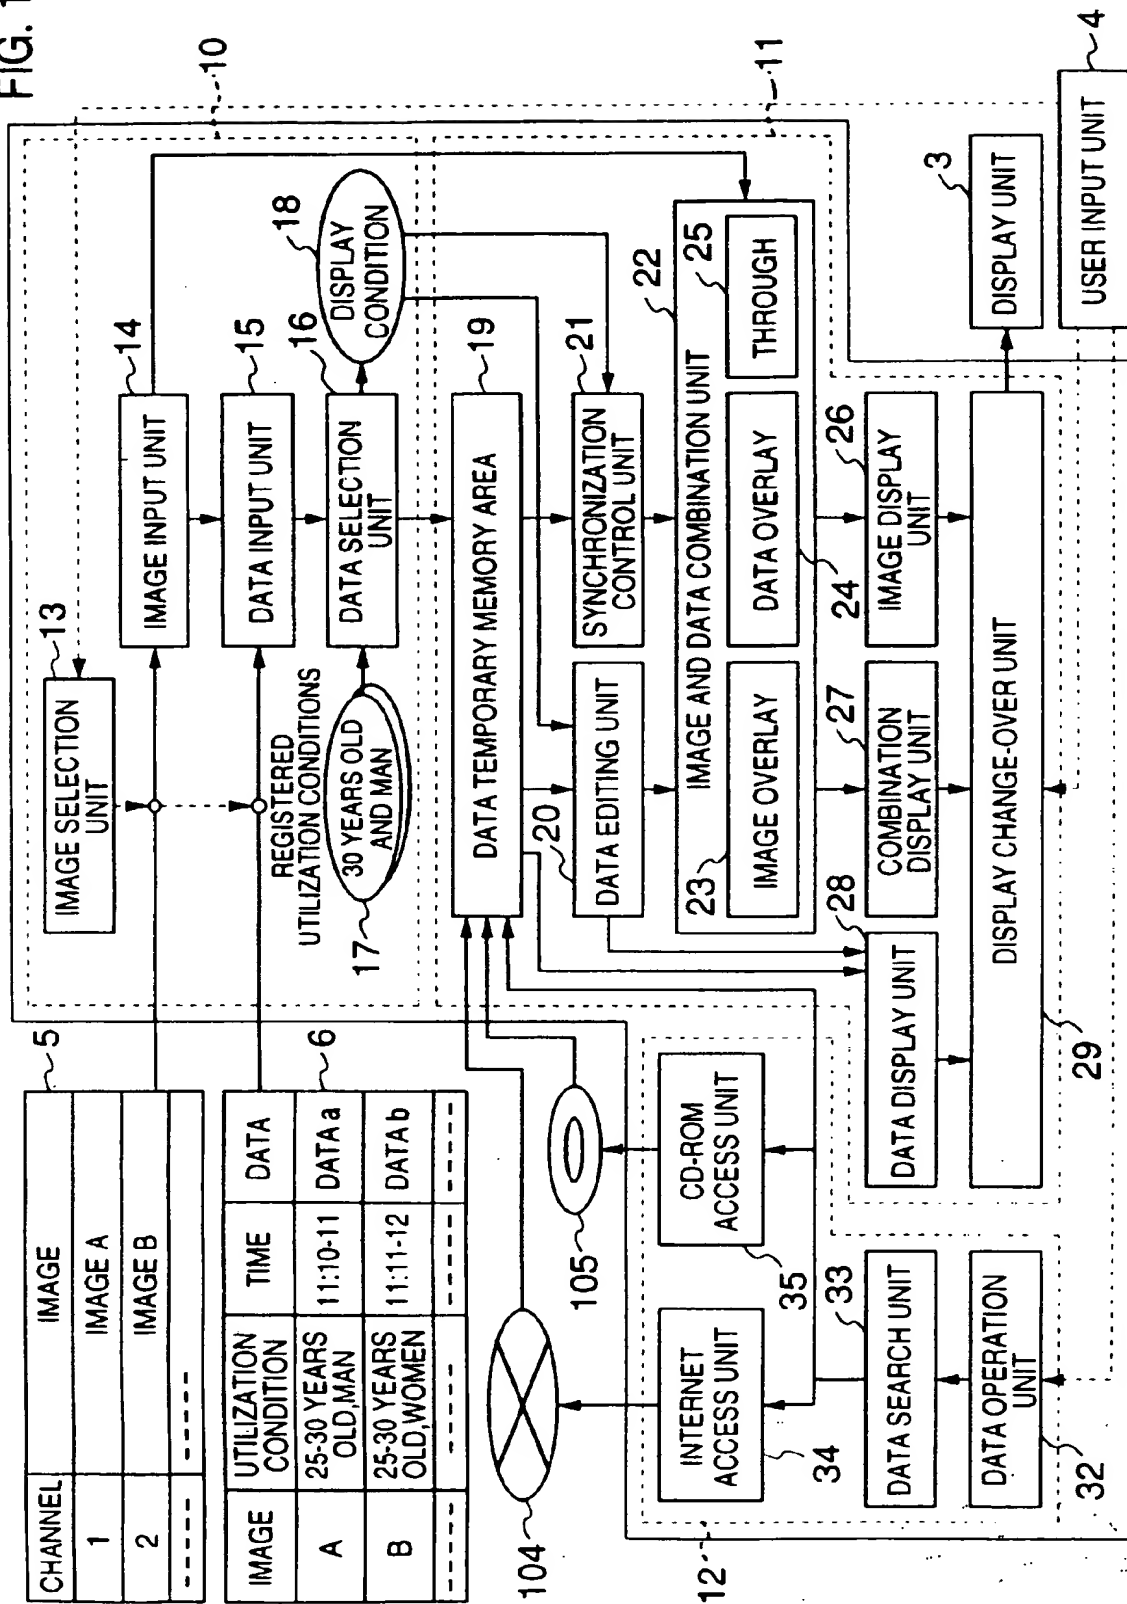 FIG. 1
CHANNEL
IMAGE
1
IMAGE A
2
IMAGE B
5
IMAGE
UTILIZATION
CONDITION
TIME
DATA
A
25-30 YEARS
OLD,MAN
11:10-11
DATA a
B
25-30 YEARS
OLD,WOMEN
11:11-12
DATA b
6
10
IMAGE SELECTION
UNIT
13
IMAGE INPUT UNIT
14
DATA INPUT UNIT
15
REGISTERED
UTILIZATION CONDITIONS
30 YEARS OLD
AND MAN
17
DATA SELECTION
UNIT
16
DISPLAY
CONDITION
18
11
DATA TEMPORARY MEMORY AREA
19
20
DATA EDITING UNIT
SYNCHRONIZATION
CONTROL UNIT
21
IMAGE AND DATA COMBINATION UNIT
22
23
IMAGE OVERLAY
DATA OVERLAY
24
THROUGH
25
28
DATA DISPLAY UNIT
COMBINATION
DISPLAY UNIT
27
IMAGE DISPLAY
UNIT
26
DISPLAY CHANGE-OVER UNIT
29
DISPLAY UNIT
3
USER INPUT UNIT
4
104
105
12
INTERNET
ACCESS UNIT
34
CD-ROM
ACCESS UNIT
35
DATA SEARCH UNIT
33
DATA OPERATION
UNIT
32